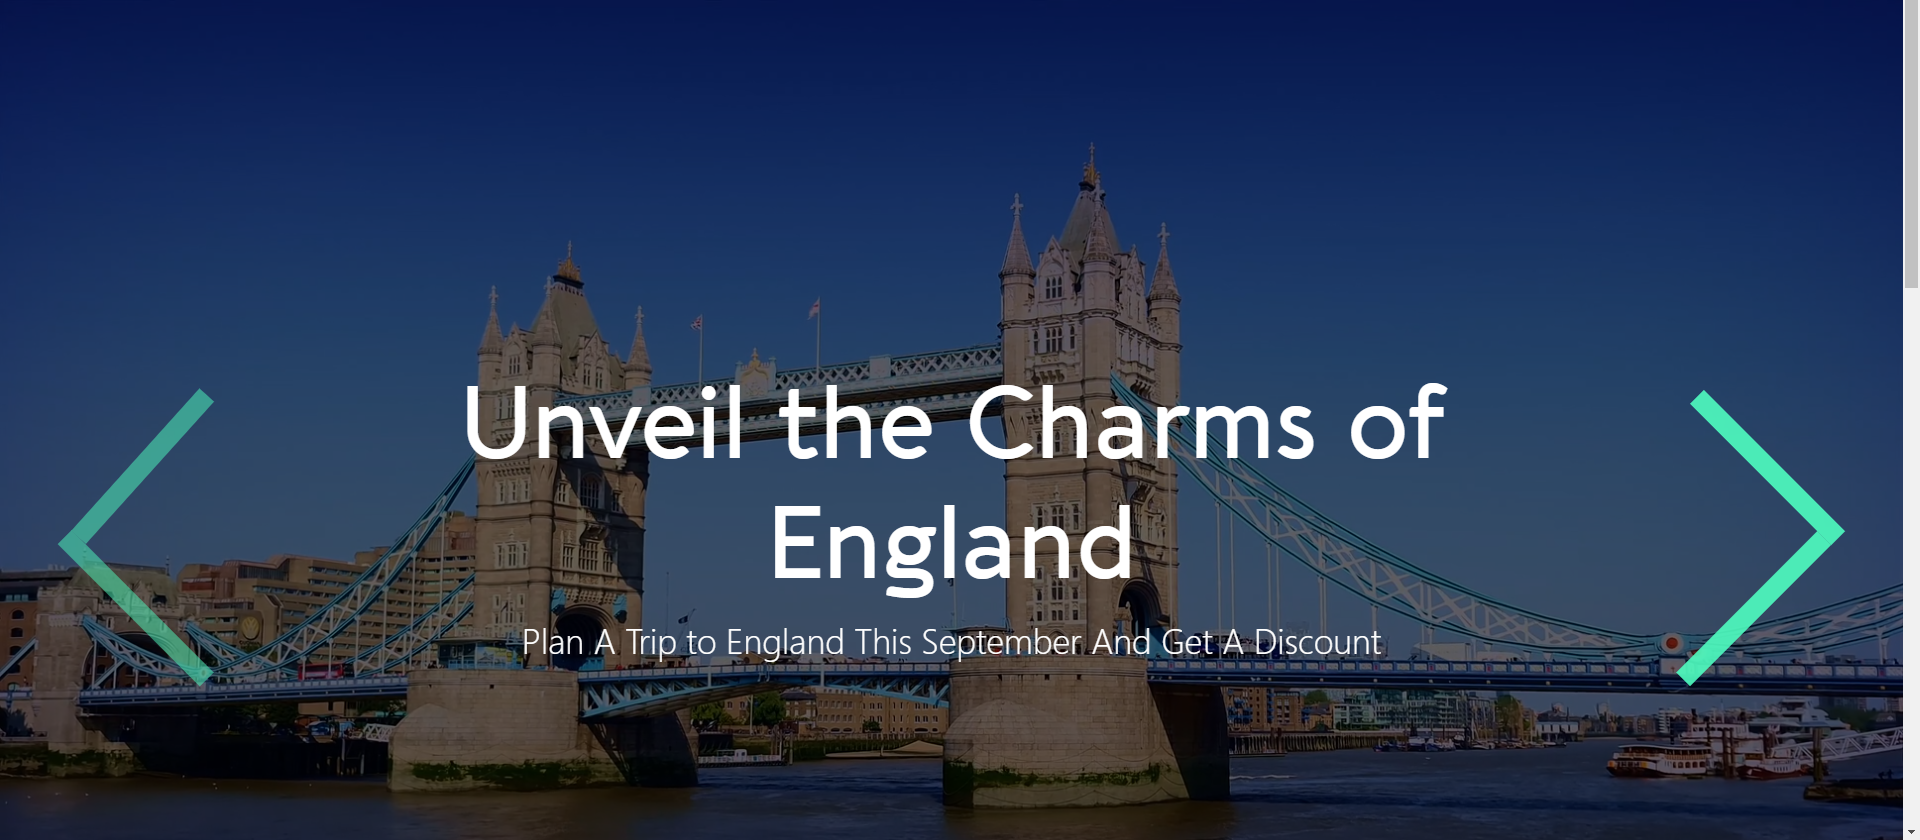 Unveil the Charms of
England
Plan A Trip to England This September And Get A Discount